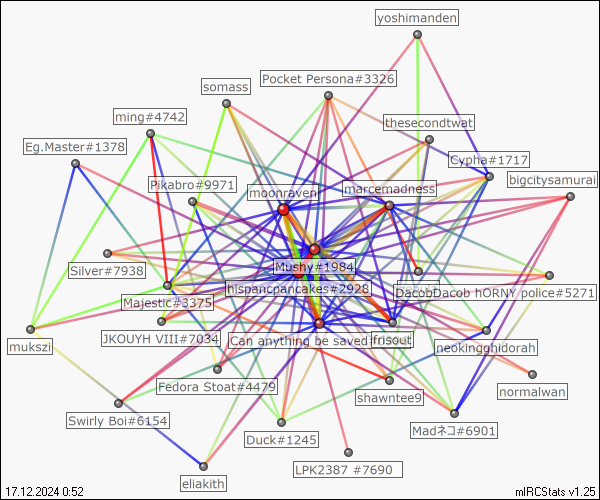 yoshimanden
Pocket Persona#3326
somass
ming#4742
thesecondtwat
Eg.Master#1378
Cypha#1717
Pikabro#9971
moonraven
marcemadness
bigcitysamurai
Silver#7938
Mushy#1984
hispancpancakes#2928
DacobDacob hORNY police#5271
Majestic#3375
mukszi
JKOUYH VIII#7034
Can anything be saved
frisout
neokingghidorah
Fedora Stoat#4479
shawntee9
normalwan
Swirly Boi#6154
Duck#1245
Madネコ#6901
eliakith
LPK2387 #7690
17.12.2024 0:52
mIRCStats v1.25